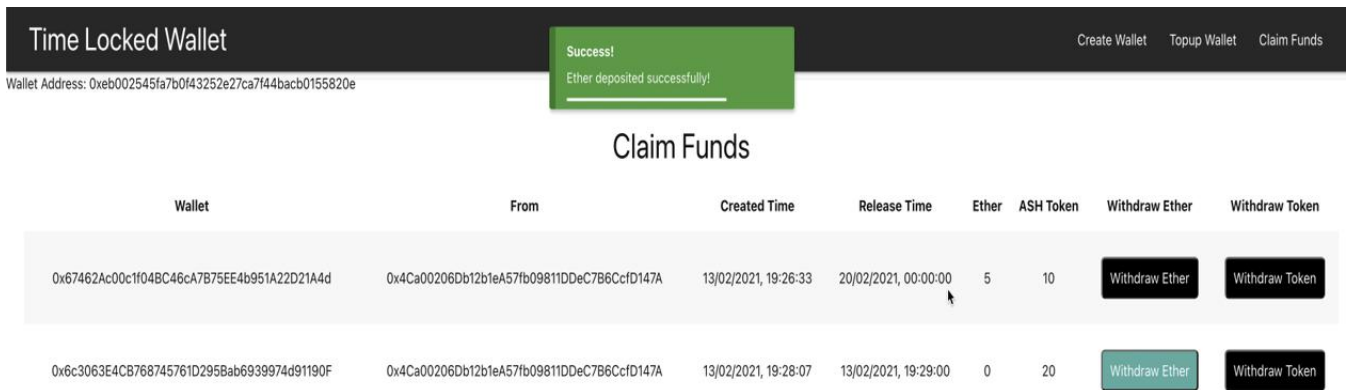 Time Locked Wallet
Create Wallet Topup Wallet Claim Funds
Success!
Ether deposited successfully!
Wallet Address: 0xeb002545fa7b0f43252e27ca7f44bacb0155820e
Claim Funds
Wallet From Created Time Release Time Ether ASH Token Withdraw Ether Withdraw Token
0x67462Ac00c1f04BC46cA7B75EE4b951A22D21A4d 0x4Ca00206Db12b1eA57fb09811DDeC7B6CcfD147A 13/02/2021, 19:26:33 20/02/2021, 00:00:00 5 10 Withdraw Ether Withdraw Token
0x6c3063E4CB768745761D295Bab6939974d91190F 0x4Ca00206Db12b1eA57fb09811DDeC7B6CcfD147A 13/02/2021, 19:28:07 13/02/2021, 19:29:00 0 20 Withdraw Ether Withdraw Token